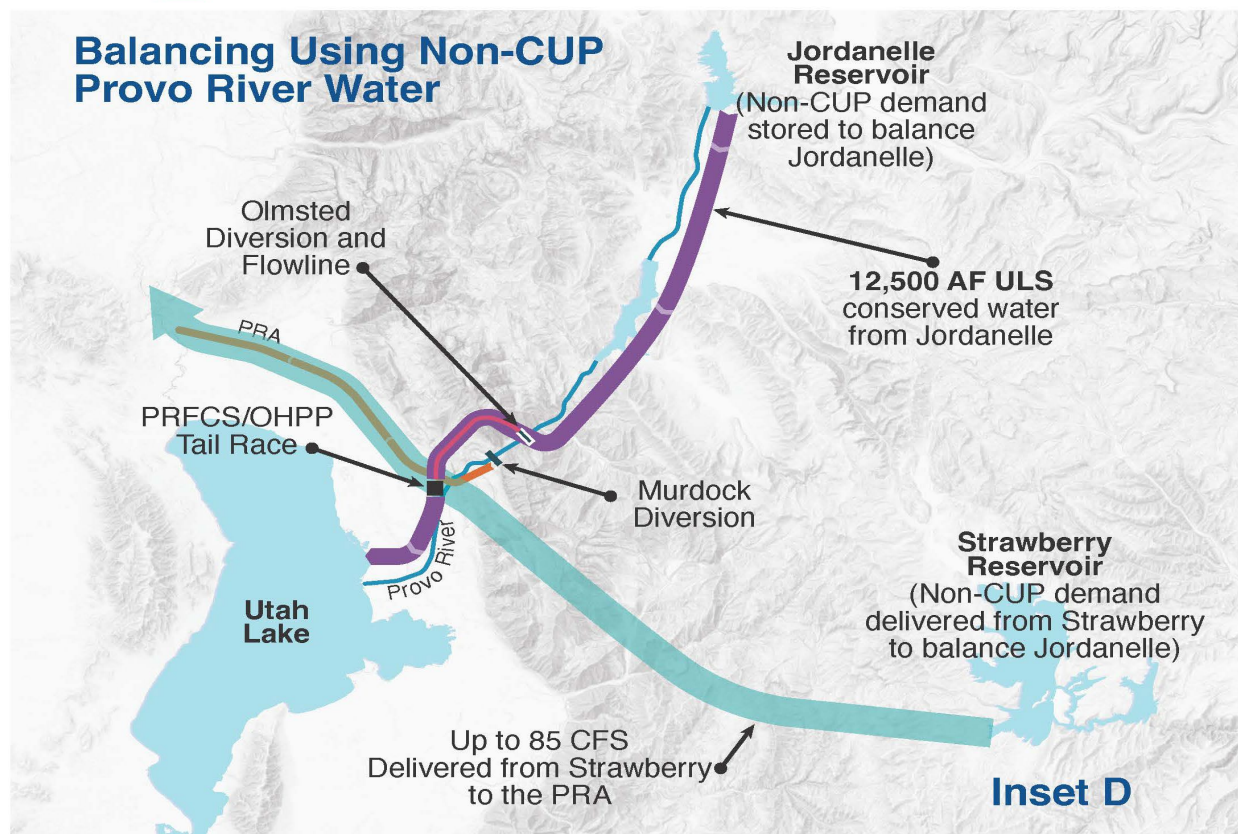 Balancing Using Non-CUP
Provo River Water
Jordanelle
Reservoir
(Non-CUP demand
stored to balance
Jordanelle)
Olmsted
Diversion and
Flowline
12,500 AF ULS
conserved water
from Jordanelle
PRA
PRFCS/OHPP
Tail Race
Murdock
Diversion
Provo River
Utah
Lake
Strawberry
Reservoir
(Non-CUP demand
delivered from Strawberry
to balance Jordanelle)
Up to 85 CFS
Delivered from Strawberry
to the PRA
Inset D